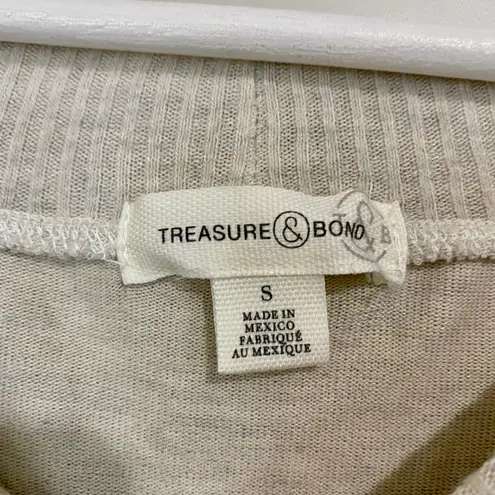 TREASURE & BOND
T & B
S
MADE IN
MEXICO
FABRIQUÉ
AU MEXIQUE